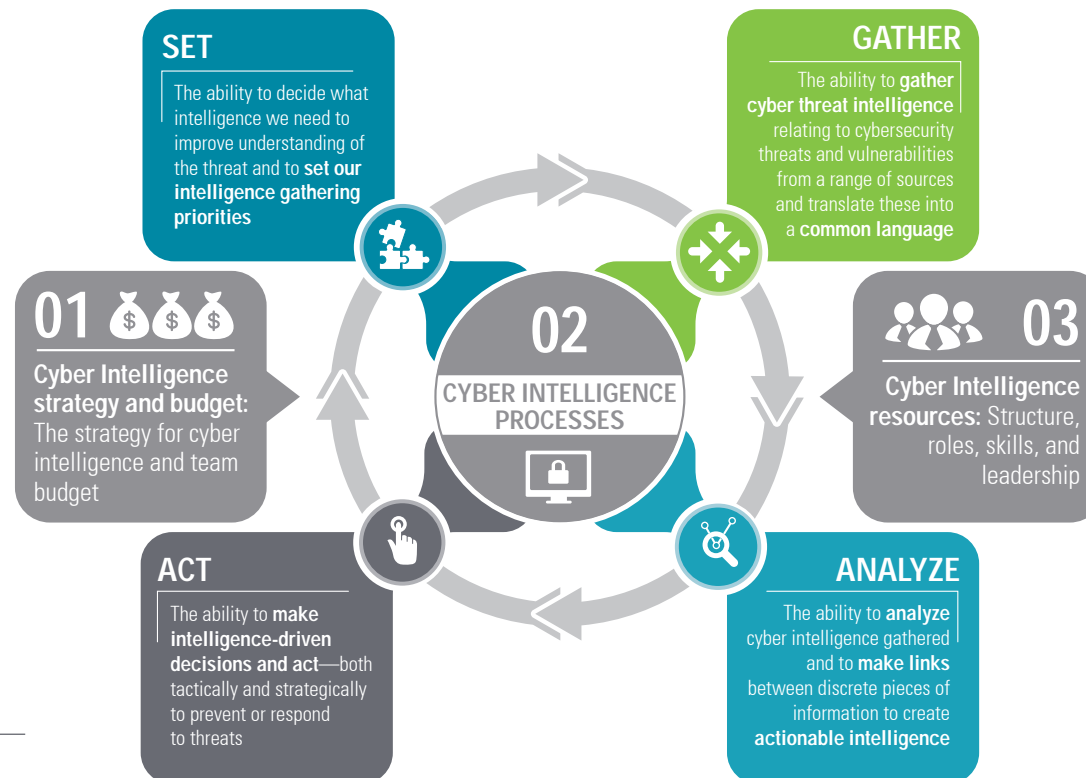 SET
The ability to decide what
intelligence we need to
improve understanding of
the threat and to set our
intelligence gathering
priorities
GATHER
The ability to gather
cyber threat intelligence
relating to cybersecurity
threats and vulnerabilities
from a range of sources
and translate these into
a common language
01
$ $ $
Cyber Intelligence
strategy and budget:
The strategy for cyber
intelligence and team
budget
02
CYBER INTELLIGENCE
PROCESSES
03
Cyber Intelligence
resources: Structure,
roles, skills, and
leadership
ACT
The ability to make
intelligence-driven
decisions and act—both
tactically and strategically
to prevent or respond
to threats
ANALYZE
The ability to analyze
cyber intelligence gathered
and to make links
between discrete pieces of
information to create
actionable intelligence